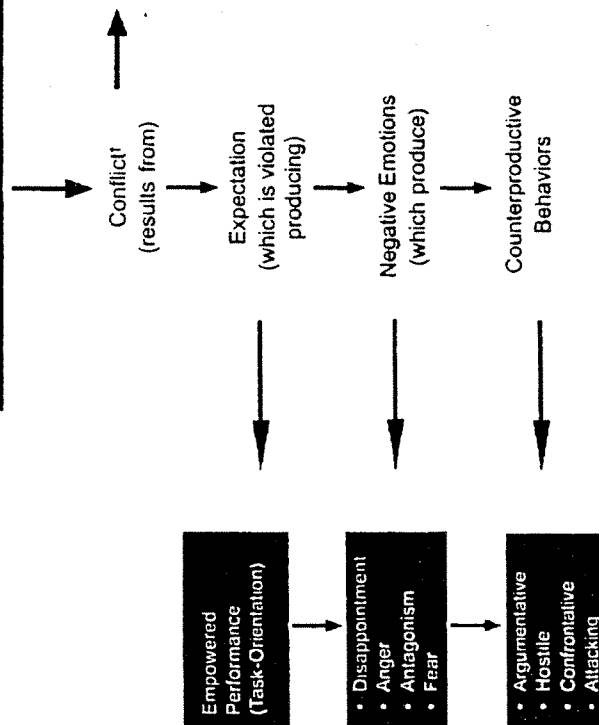 Conflict†
(results from)
Expectation
(which is violated
producing)
Negative Emotions
(which produce)
Counterproductive
Behaviors
Empowered
Performance
(Task-Orientation)
• Disappointment
• Anger
• Antagonism
• Fear
• Argumentative
• Hostile
• Confrontative
• Attacking